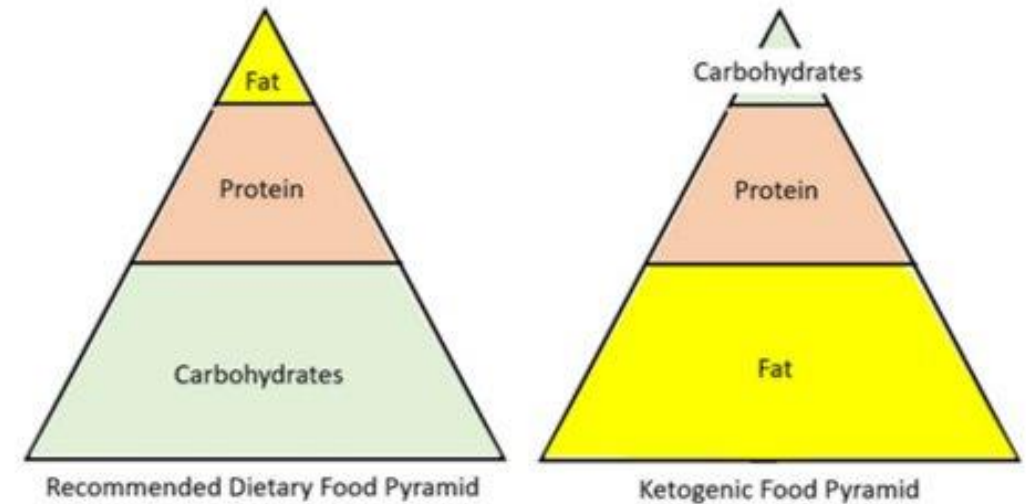 Fat
Protein
Carbohydrates
Recommended Dietary Food Pyramid
Carbohydrates
Protein
Fat
Ketogenic Food Pyramid